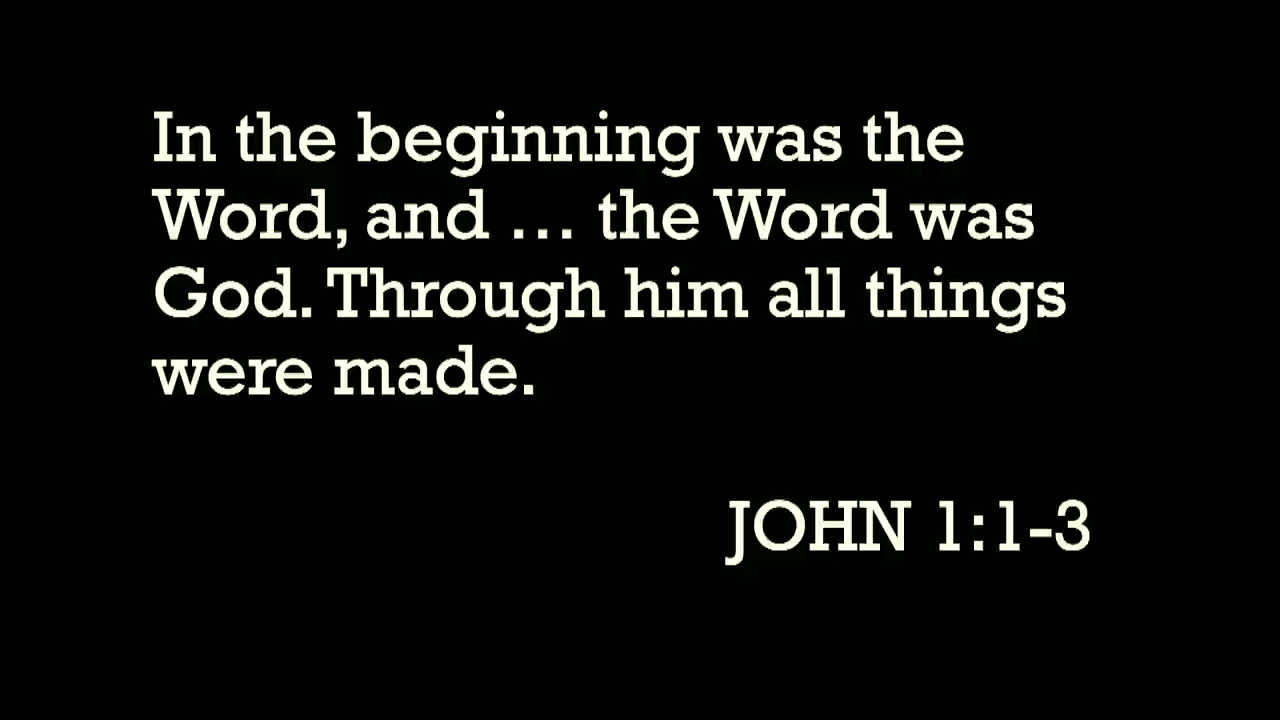 In the beginning was the
Word, and … the Word was
God. Through him all things
were made.
JOHN 1:1-3